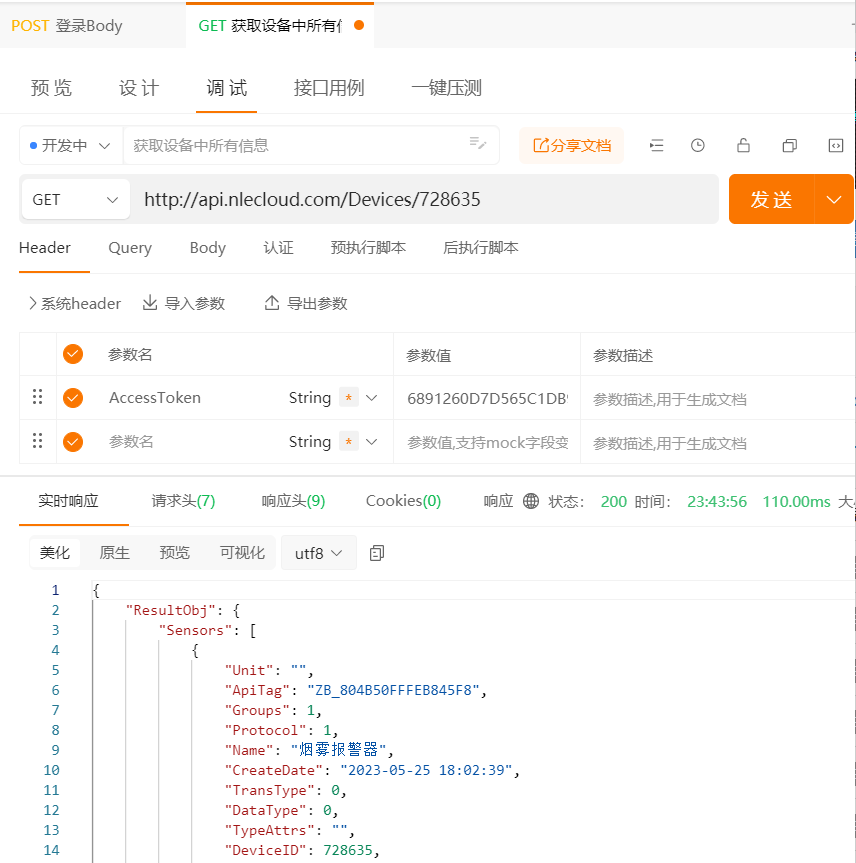 POST 登录Body GET 获取设备中所有信
预 览 设 计 调 试 接口用例 一键压测
开发中 获取设备中所有信息 分享文档
GET http://api.nlecloud.com/Devices/728635 发 送
Header Query Body 认证 预执行脚本 后执行脚本
系统header 导入参数 导出参数
参数名 参数值 参数描述
AccessToken String * 6891260D7D565C1DB 参数描述,用于生成文档
参数名 String * 参数值,支持mock字段变 参数描述,用于生成文档
实时响应 请求头(7) 响应头(9) Cookies(0) 响应 状态: 200 时间: 23:43:56 110.00ms 大
美化 原生 预览 可视化 utf8
1 {
2 "ResultObj": {
3 "Sensors": [
4 {
5 "Unit": "",
6 "ApiTag": "ZB_804B50FFFEB845F8",
7 "Groups": 1,
8 "Protocol": 1,
9 "Name": "烟雾报警器",
10 "CreateDate": "2023-05-25 18:02:39",
11 "TransType": 0,
12 "DataType": 0,
13 "TypeAttrs": "",
14 "DeviceID": 728635,